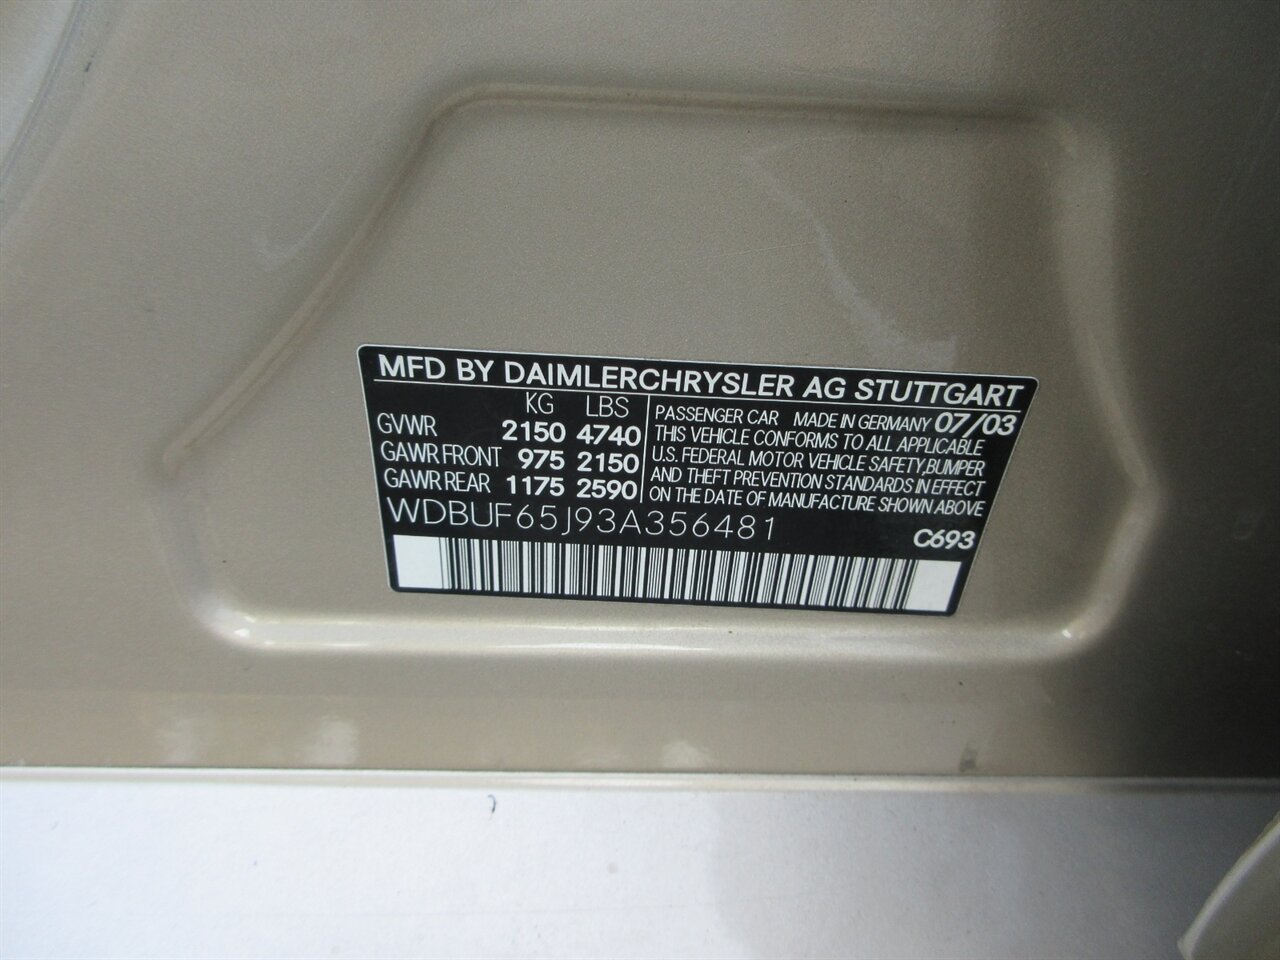 MFD BY DAIMLERCHRYSLER AG STUTTGART
KG LBS
GVWR 2150 4740
GAWR FRONT 975 2150
GAWR REAR 1175 2590
PASSENGER CAR MADE IN GERMANY 07/03
THIS VEHICLE CONFORMS TO ALL APPLICABLE
U.S. FEDERAL MOTOR VEHICLE SAFETY,BUMPER
AND THEFT PREVENTION STANDARDS IN EFFECT
ON THE DATE OF MANUFACTURE SHOWN ABOVE
WDBUF65J93A356481
C693